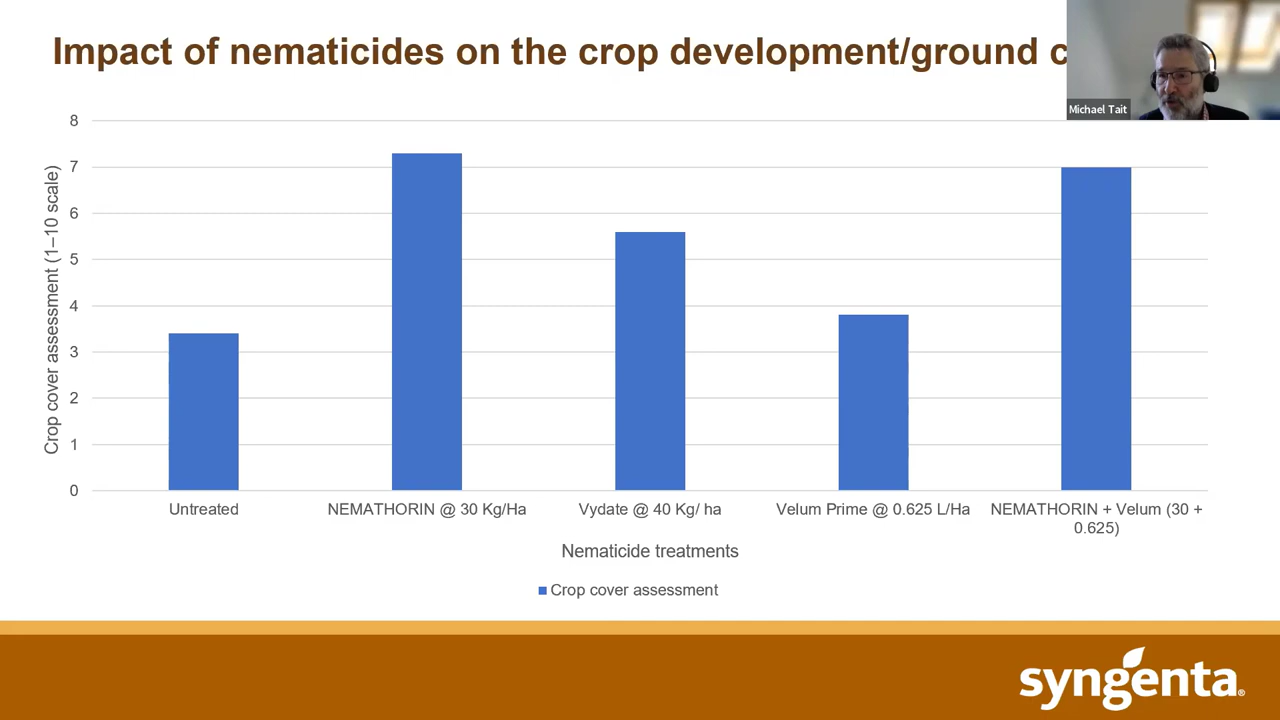 Impact of nematicides on the crop development/ground c
Michael Tait
8
7
6
5
4
3
2
1
0
Crop cover assessment (1–10 scale)
Untreated
NEMATHORIN @ 30 Kg/Ha
Vydate @ 40 Kg/ ha
Velum Prime @ 0.625 L/Ha
NEMATHORIN + Velum (30 +
0.625)
Nematicide treatments
Crop cover assessment
syngenta®